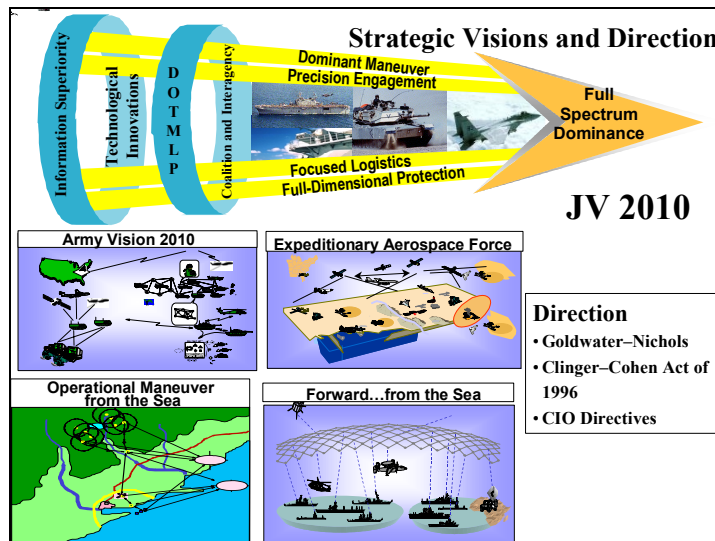 Strategic Visions and Direction
Dominant Maneuver
Precision Engagement
Information Superiority
Technological
Innovations
DOTMLP
Coalition and Interagency
Full
Spectrum
Dominance
Focused Logistics
Full-Dimensional Protection
JV 2010
Army Vision 2010
Expeditionary Aerospace Force
Direction
• Goldwater–Nichols
• Clinger–Cohen Act of
1996
• CIO Directives
Operational Maneuver
from the Sea
Forward…from the Sea